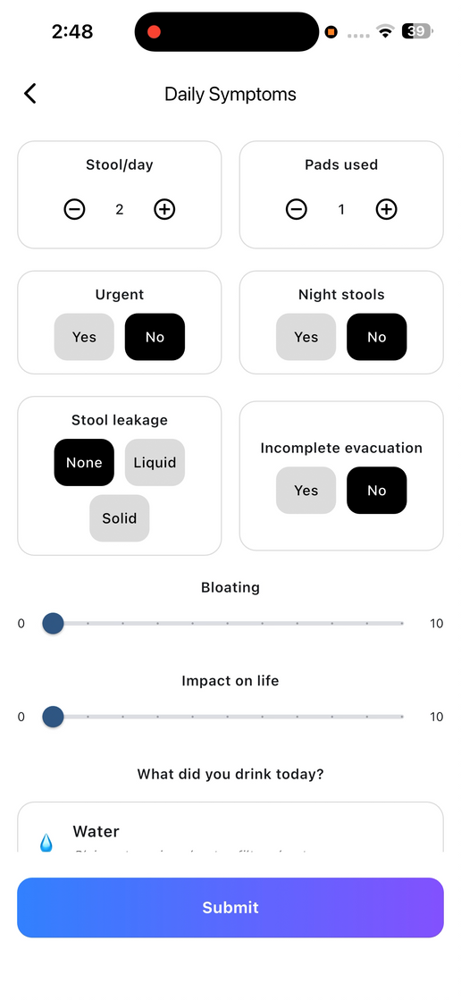 2:48
39
Daily Symptoms
Stool/day
Pads used
2
1
Urgent
Night stools
Yes
No
Yes
No
Stool leakage
None
Liquid
Solid
Incomplete evacuation
Yes
No
Bloating
0
10
Impact on life
0
10
What did you drink today?
Water
Submit